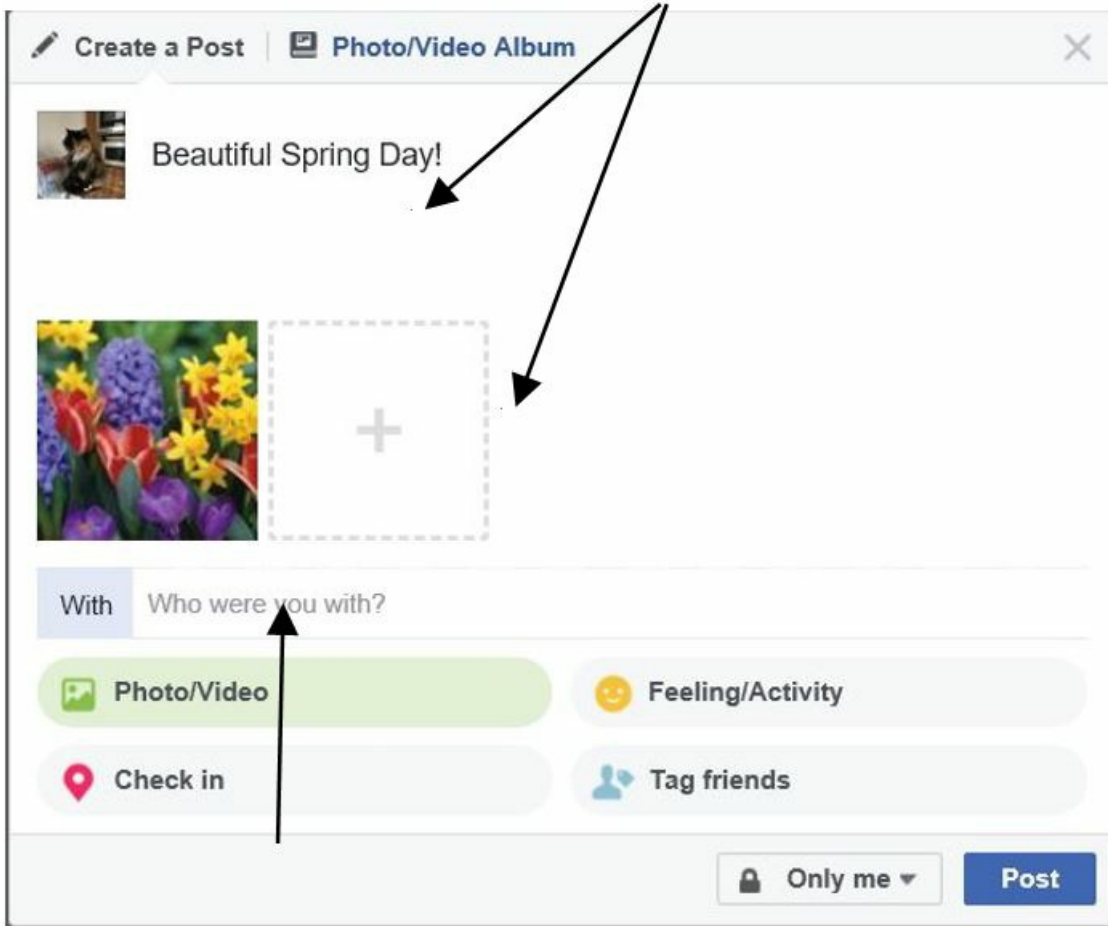 Create a Post Photo/Video Album
Beautiful Spring Day!
With Who were you with?
Photo/Video Feeling/Activity
Check in Tag friends
Only me Post